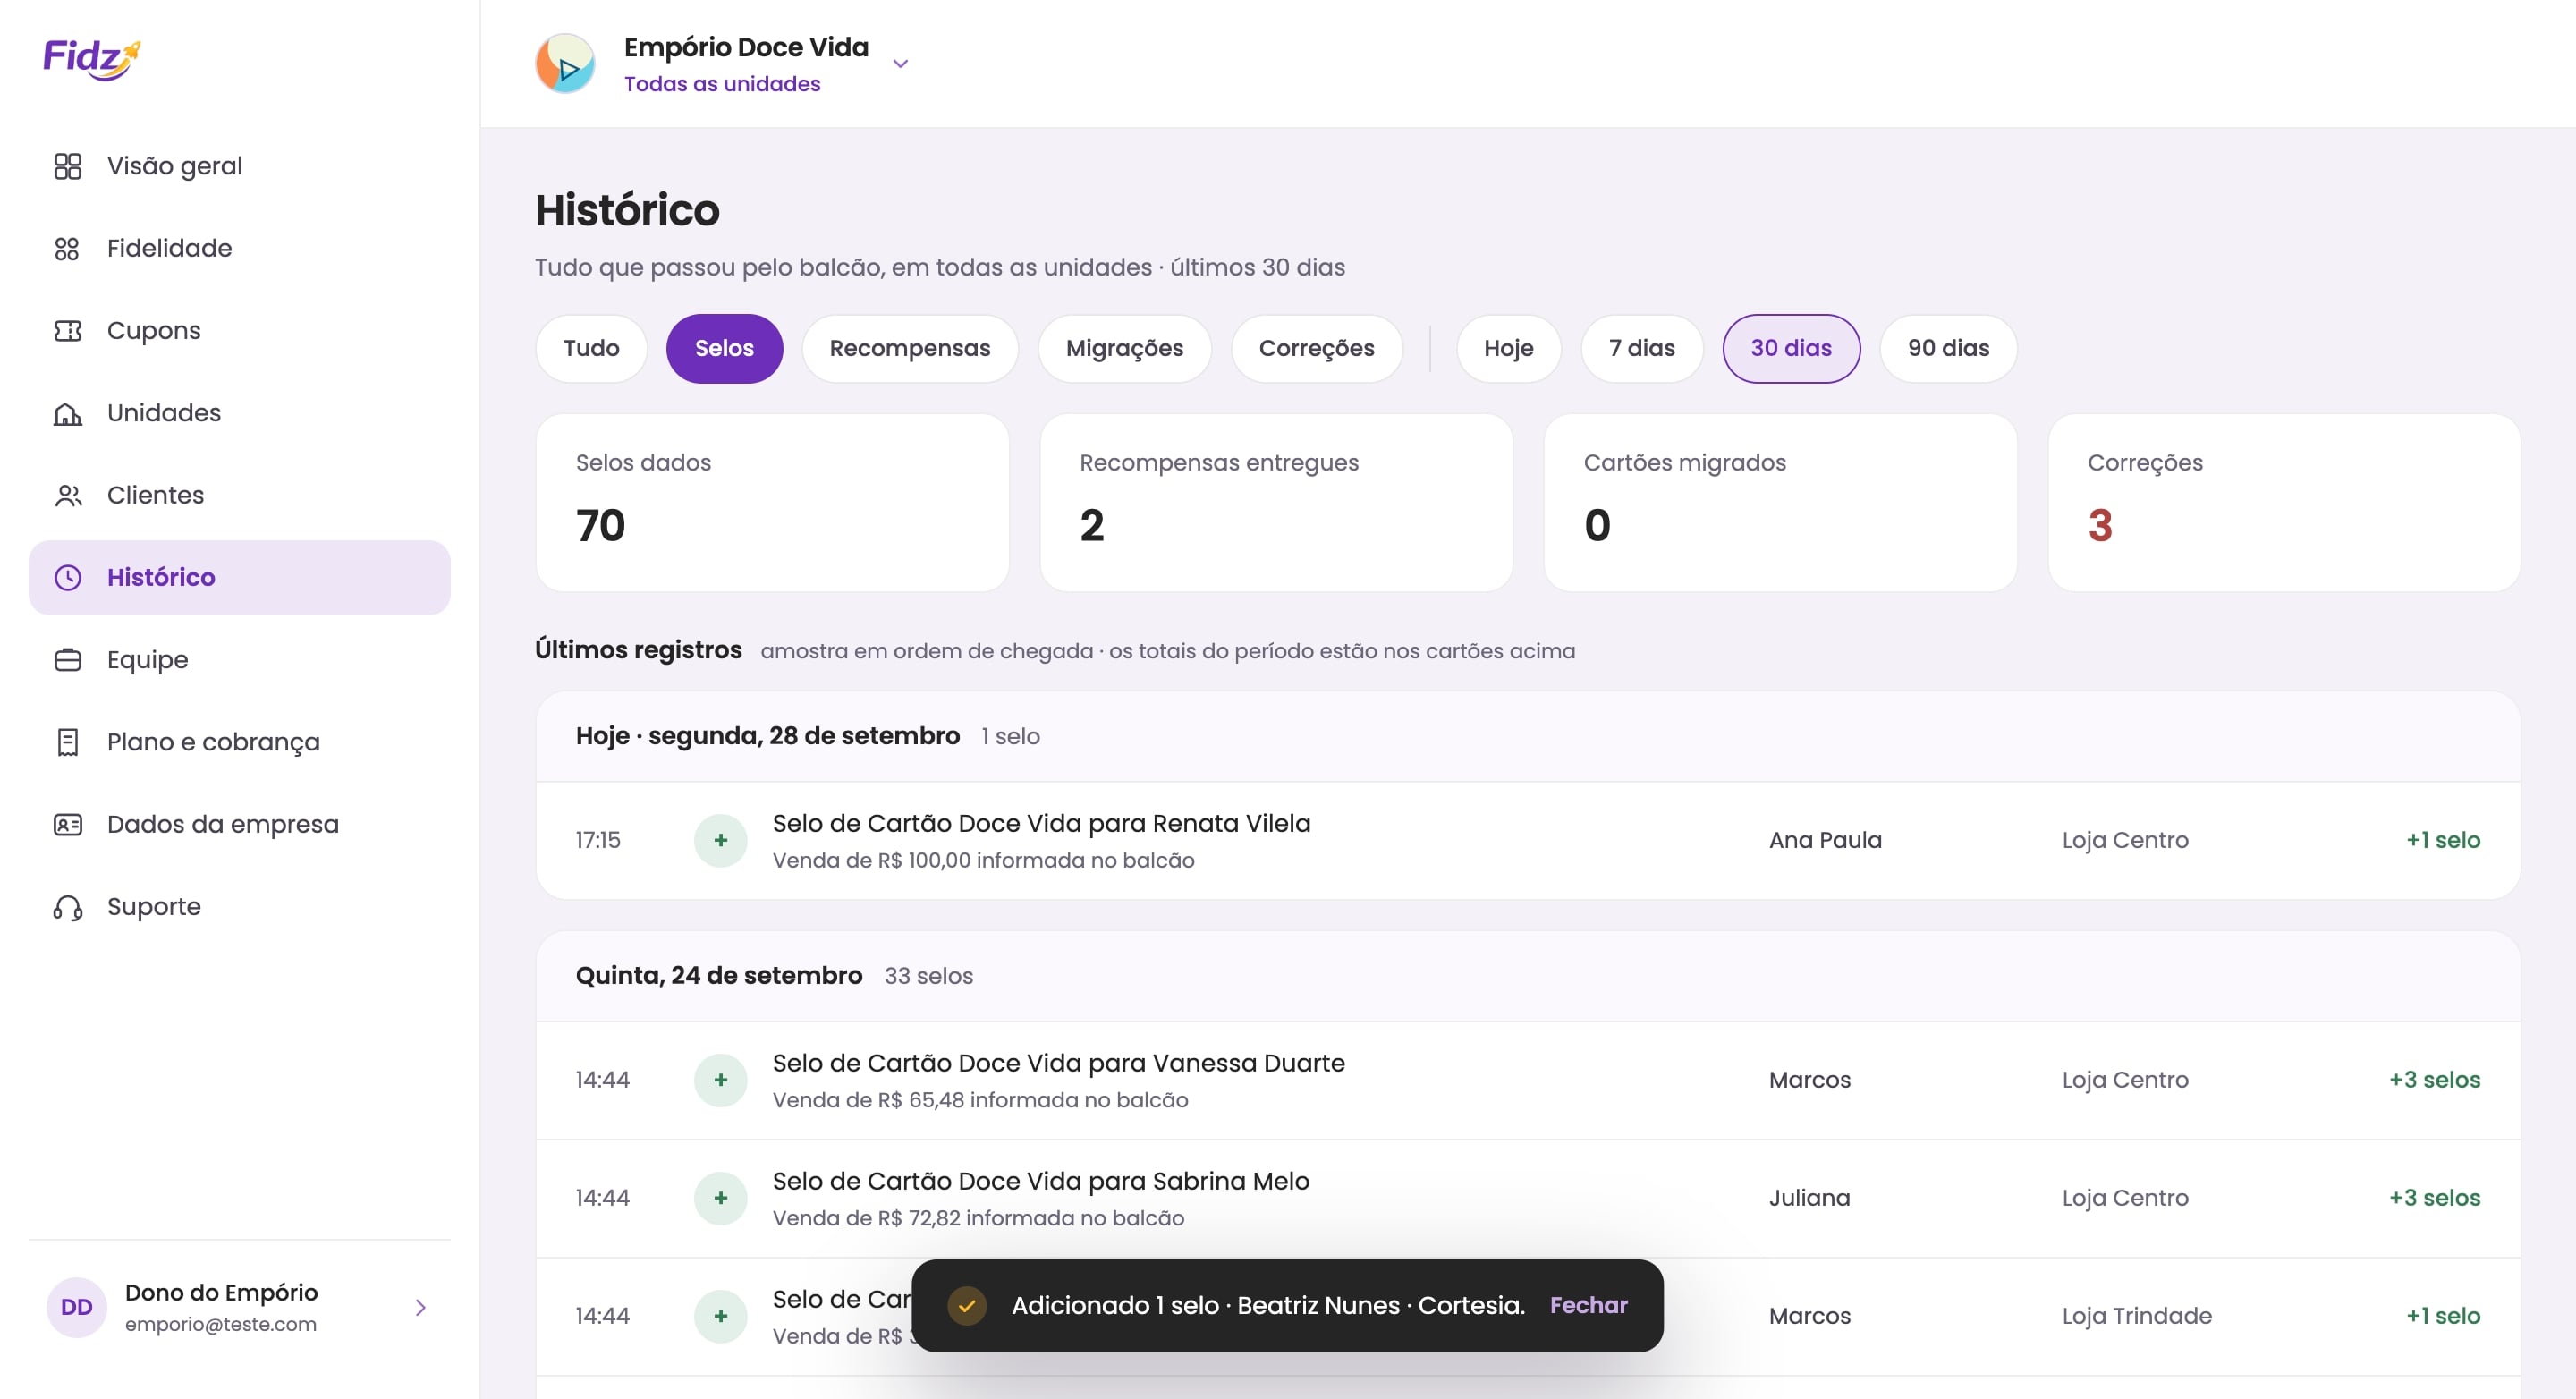 Fidz
Visão geral
Fidelidade
Cupons
Unidades
Clientes
Histórico
Equipe
Plano e cobrança
Dados da empresa
Suporte
DD
Dono do Empório
emporio@teste.com
Empório Doce Vida
Todas as unidades
Histórico
Tudo que passou pelo balcão, em todas as unidades · últimos 30 dias
Tudo Selos Recompensas Migrações Correções Hoje 7 dias 30 dias 90 dias
Selos dados
70
Recompensas entregues
2
Cartões migrados
0
Correções
3
Últimos registros amostra em ordem de chegada · os totais do período estão nos cartões acima
Hoje · segunda, 28 de setembro 1 selo
17:15 + Selo de Cartão Doce Vida para Renata Vilela Ana Paula Loja Centro +1 selo
Venda de R$ 100,00 informada no balcão
Quinta, 24 de setembro 33 selos
14:44 + Selo de Cartão Doce Vida para Vanessa Duarte Marcos Loja Centro +3 selos
Venda de R$ 65,48 informada no balcão
14:44 + Selo de Cartão Doce Vida para Sabrina Melo Juliana Loja Centro +3 selos
Venda de R$ 72,82 informada no balcão
14:44 + Selo de Car Marcos Loja Trindade +1 selo
Venda de R$
Adicionado 1 selo · Beatriz Nunes · Cortesia. Fechar